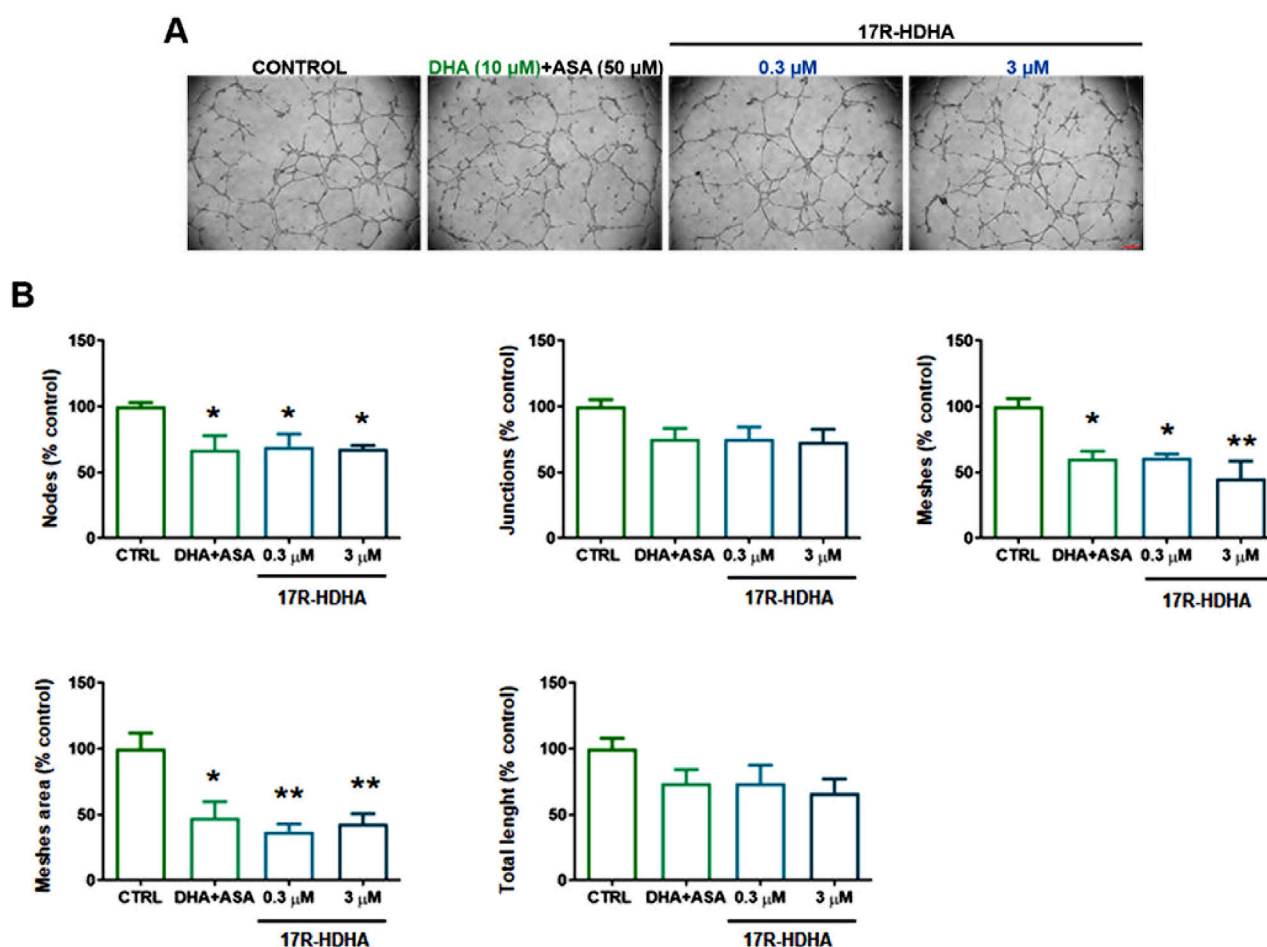 A
17R-HDHA
CONTROL
DHA (10 µM)+ASA (50 µM)
0.3 µM
3 µM
B
Nodes (% control)
150
100
50
0
* * *
CTRL DHA+ASA 0.3 µM 3 µM
17R-HDHA
Junctions (% control)
150
100
50
0
CTRL DHA+ASA 0.3 µM 3 µM
17R-HDHA
Meshes (% control)
150
100
50
0
* * **
CTRL DHA+ASA 0.3 µM 3 µM
17R-HDHA
Meshes area (% control)
150
100
50
0
* ** **
CTRL DHA+ASA 0.3 µM 3 µM
17R-HDHA
Total lenght (% control)
150
100
50
0
CTRL DHA+ASA 0.3 µM 3 µM
17R-HDHA